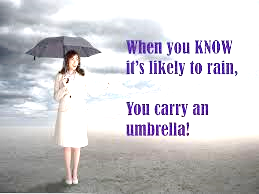 When you KNOW
it's likely to rain,
You carry an
umbrella!